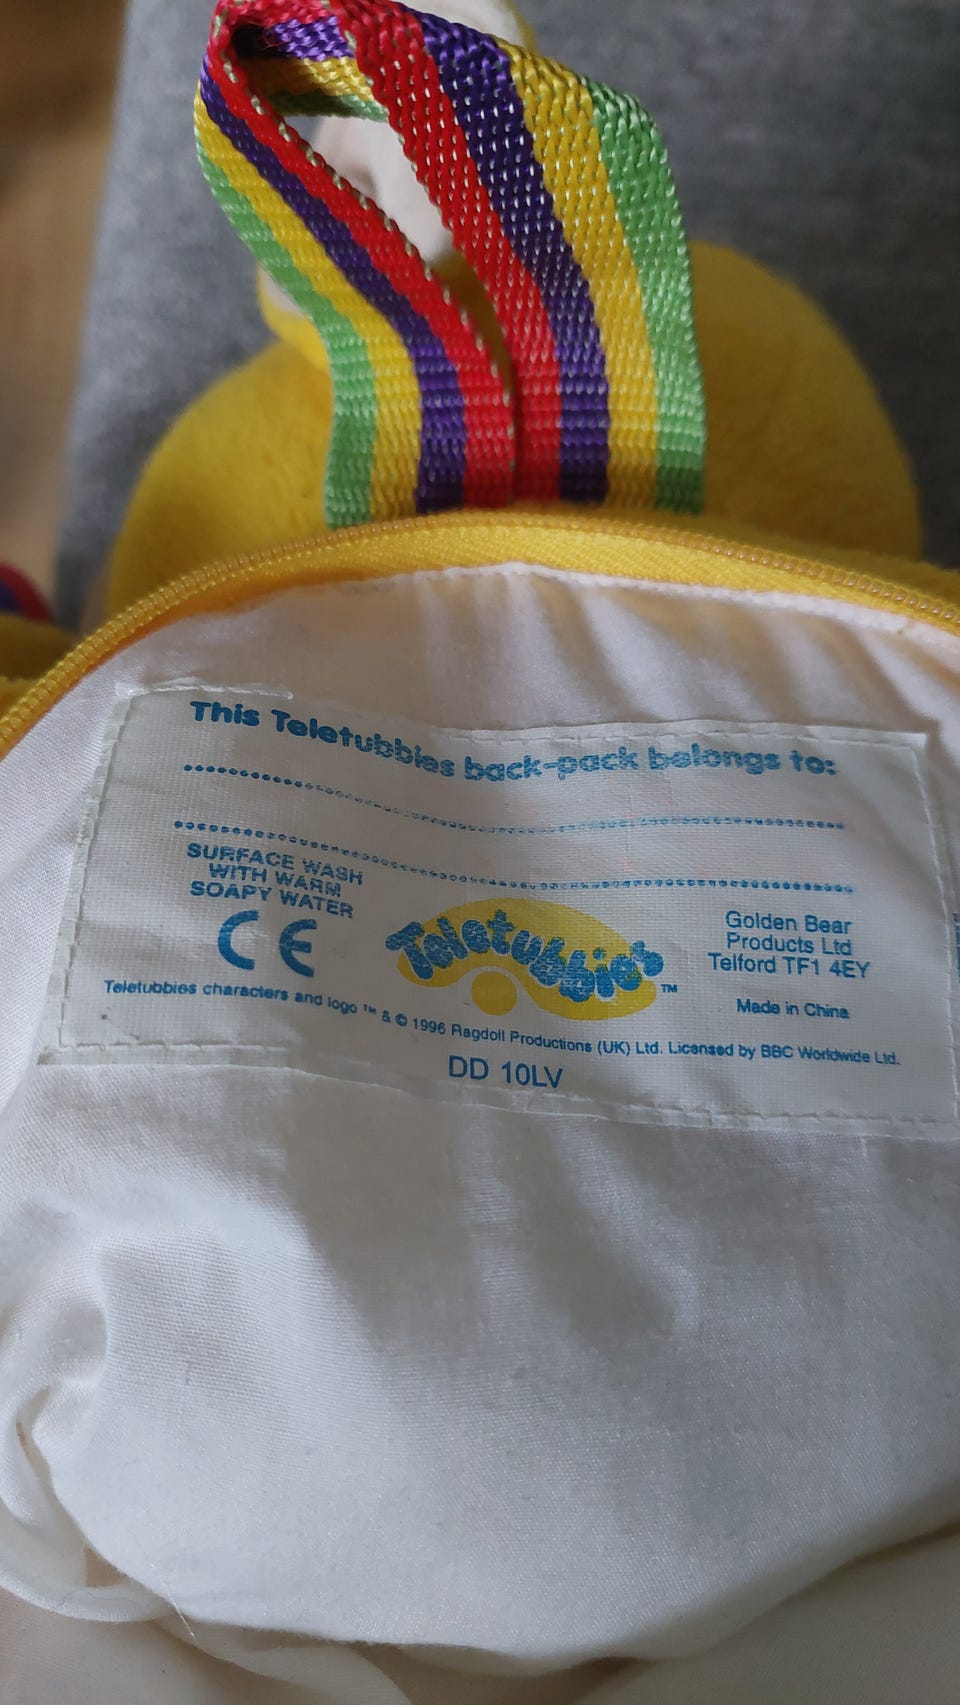 This Teletubbies back-pack belongs to:
SURFACE WASH
WITH WARM
SOAPY WATER
CE
Teletubbies™
Golden Bear
Products Ltd
Telford TF1 4EY
Made in China
Teletubbies characters and logo ™ & © 1996 Ragdoll Productions (UK) Ltd. Licensed by BBC Worldwide Ltd.
DD 10LV